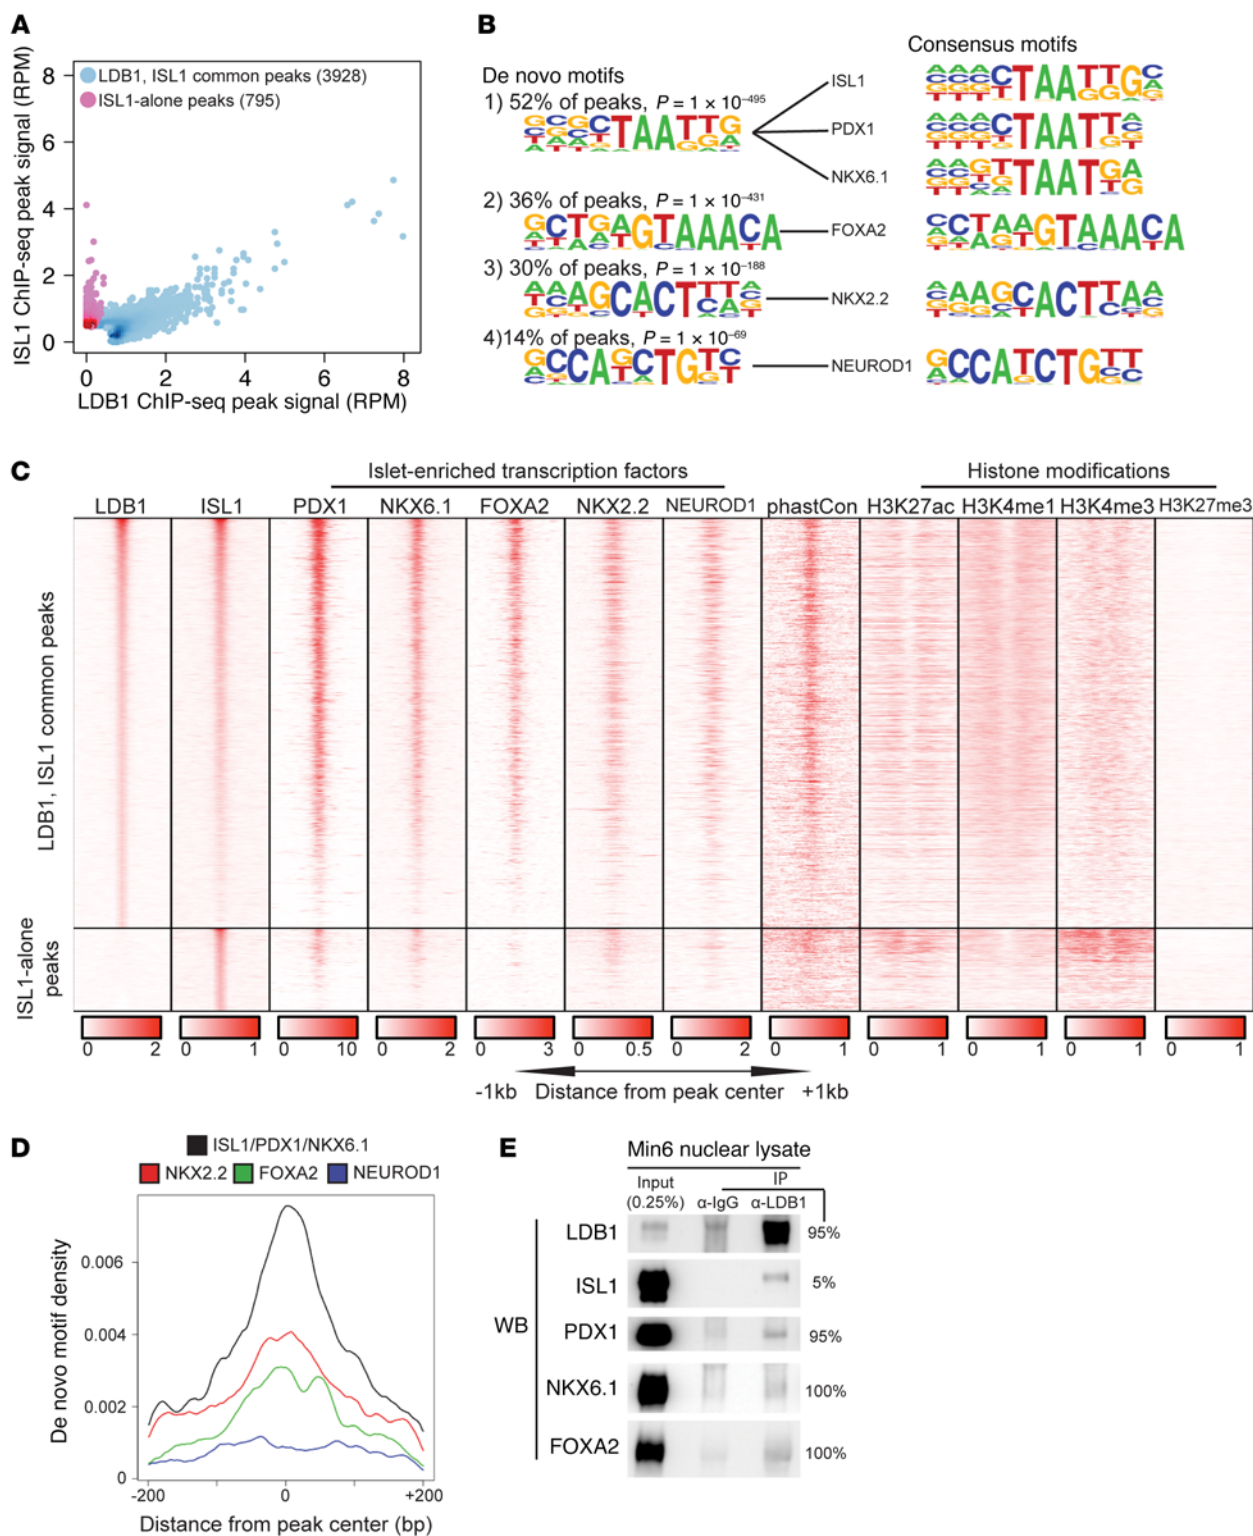 A
ISL1 ChIP-seq peak signal (RPM)
8
6
4
2
0
LDB1, ISL1 common peaks (3928)
ISL1-alone peaks (795)
0 2 4 6 8
LDB1 ChIP-seq peak signal (RPM)
B
De novo motifs
Consensus motifs
1) 52% of peaks, P = 1 × 10⁻⁴⁹⁵
ISL1
PDX1
NKX6.1
2) 36% of peaks, P = 1 × 10⁻⁴³¹
FOXA2
3) 30% of peaks, P = 1 × 10⁻¹⁸⁸
NKX2.2
4)14% of peaks, P = 1 × 10⁻⁶⁹
NEUROD1
C
Islet-enriched transcription factors
Histone modifications
LDB1 ISL1 PDX1 NKX6.1 FOXA2 NKX2.2 NEUROD1 phastCon H3K27ac H3K4me1 H3K4me3 H3K27me3
LDB1, ISL1 common peaks
ISL1-alone
peaks
0 2 0 1 0 10 0 2 0 3 0 0.5 0 2 0 1 0 1 0 1 0 1 0 1
-1kb Distance from peak center +1kb
D
ISL1/PDX1/NKX6.1
NKX2.2 FOXA2 NEUROD1
De novo motif density
0.006
0.004
0.002
0
-200 0 +200
Distance from peak center (bp)
E
Min6 nuclear lysate
Input
(0.25%)
IP
α-IgG α-LDB1
WB
LDB1 95%
ISL1 5%
PDX1 95%
NKX6.1 100%
FOXA2 100%